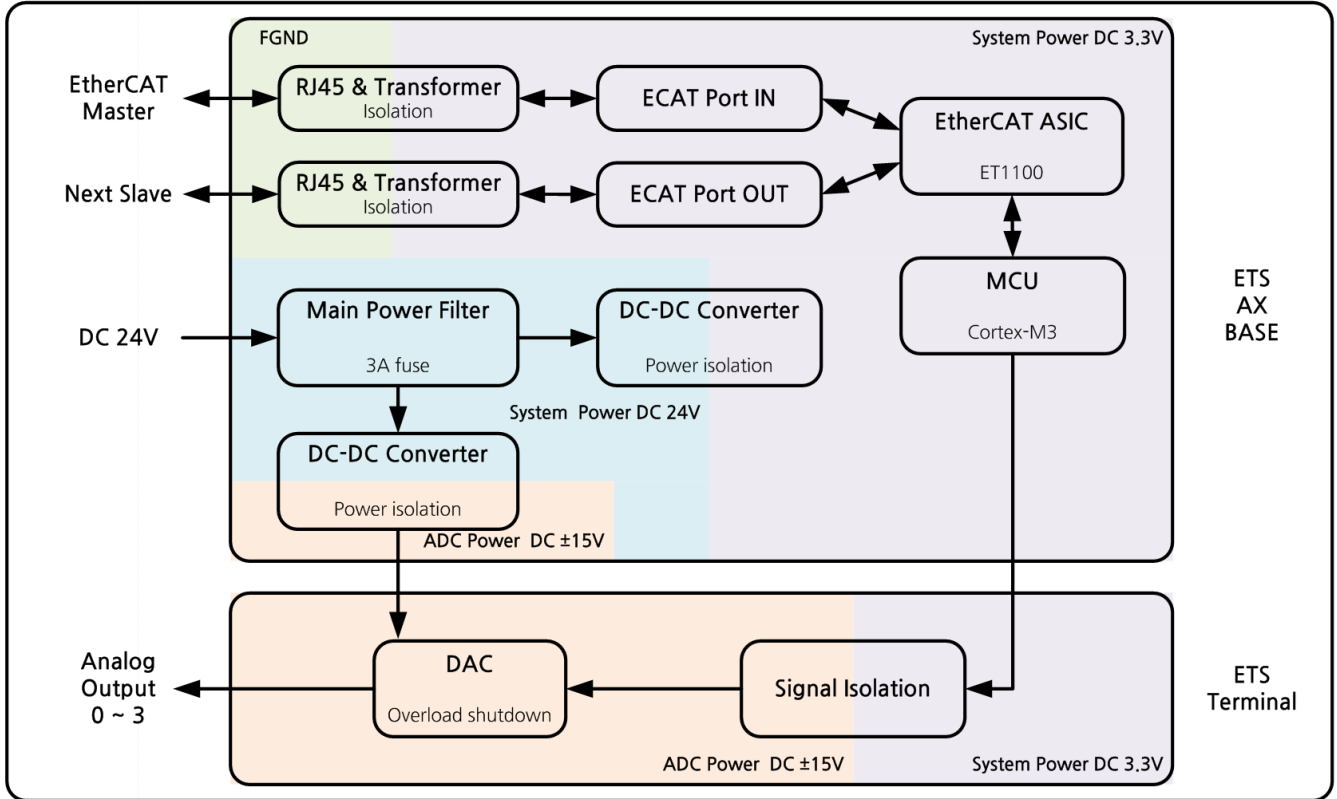 FGND
System Power DC 3.3V
EtherCAT
Master
RJ45 & Transformer
Isolation
ECAT Port IN
EtherCAT ASIC
ET1100
Next Slave
RJ45 & Transformer
Isolation
ECAT Port OUT
MCU
Cortex-M3
ETS
AX
BASE
DC 24V
Main Power Filter
3A fuse
DC-DC Converter
Power isolation
System Power DC 24V
DC-DC Converter
Power isolation
ADC Power DC ±15V
Analog
Output
0 ~ 3
DAC
Overload shutdown
Signal Isolation
ETS
Terminal
ADC Power DC ±15V
System Power DC 3.3V